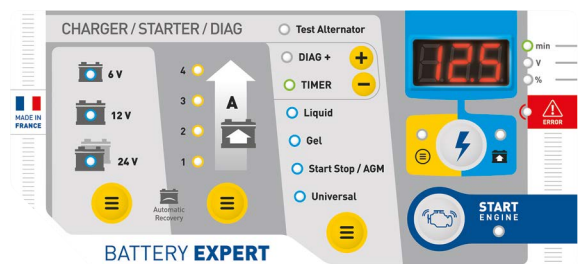 CHARGER / STARTER / DIAG
6 V
12 V
24 V
MADE IN
FRANCE
4
3
2
1
A
Automatic
Recovery
BATTERY EXPERT
Test Alternator
DIAG +
TIMER
+
−
Liquid
Gel
Start Stop / AGM
Universal
12.5
min
V
%
ERROR
START
ENGINE